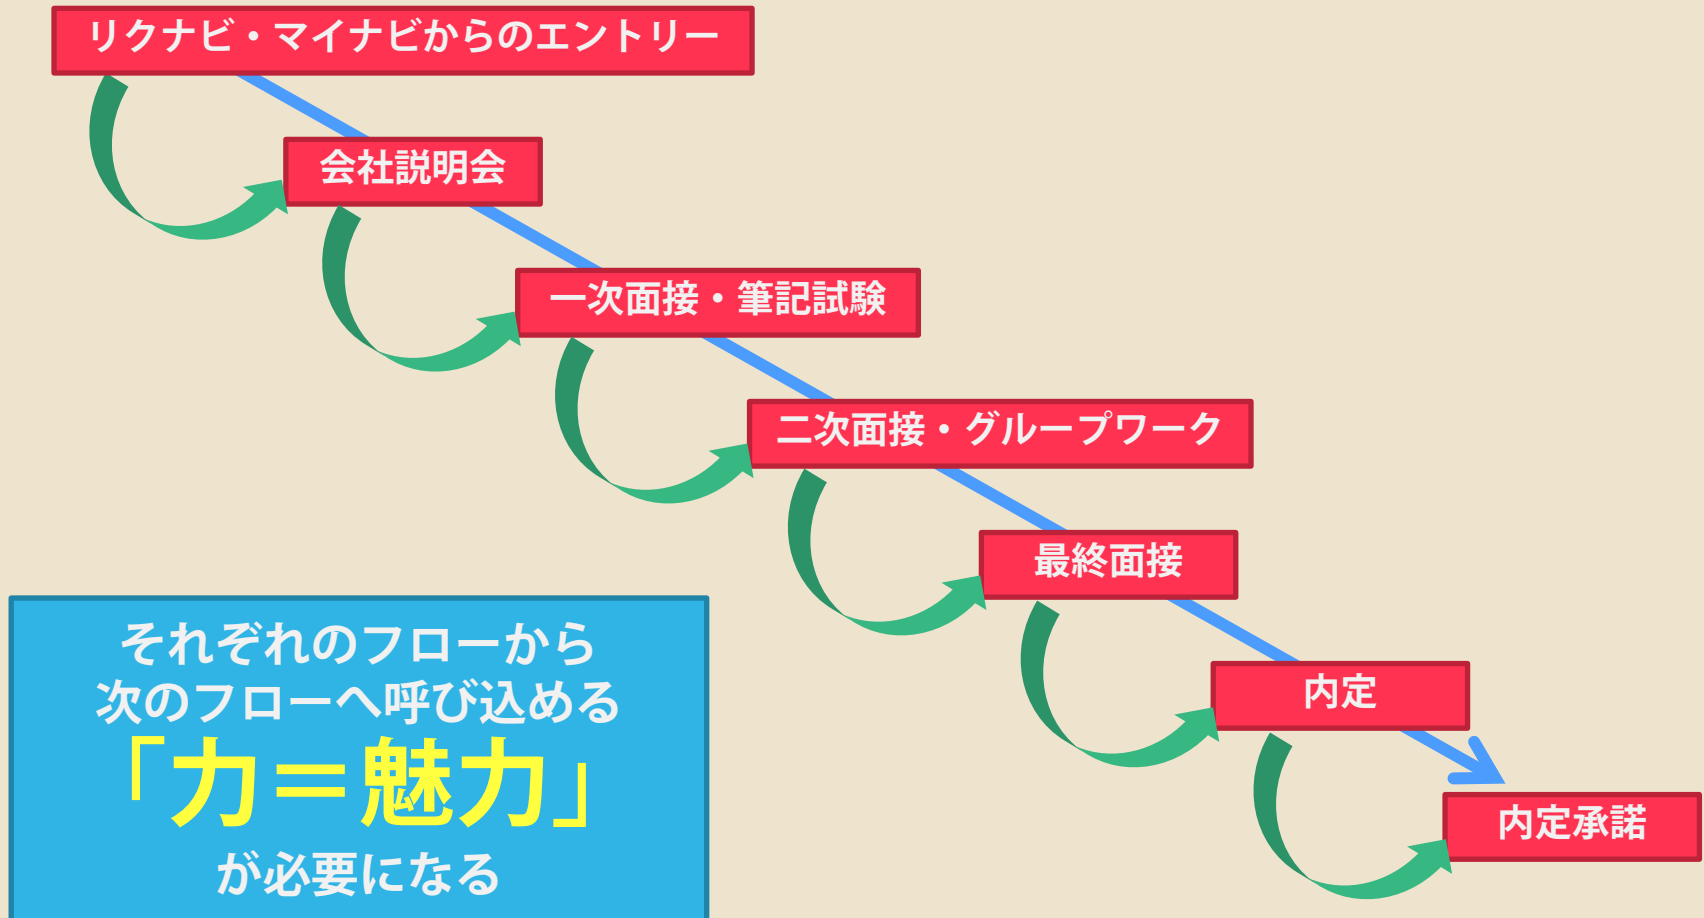 リクナビ・マイナビからのエントリー
会社説明会
一次面接・筆記試験
二次面接・グループワーク
最終面接
内定
内定承諾
それぞれのフローから
次のフローへ呼び込める
「力＝魅力」
が必要になる